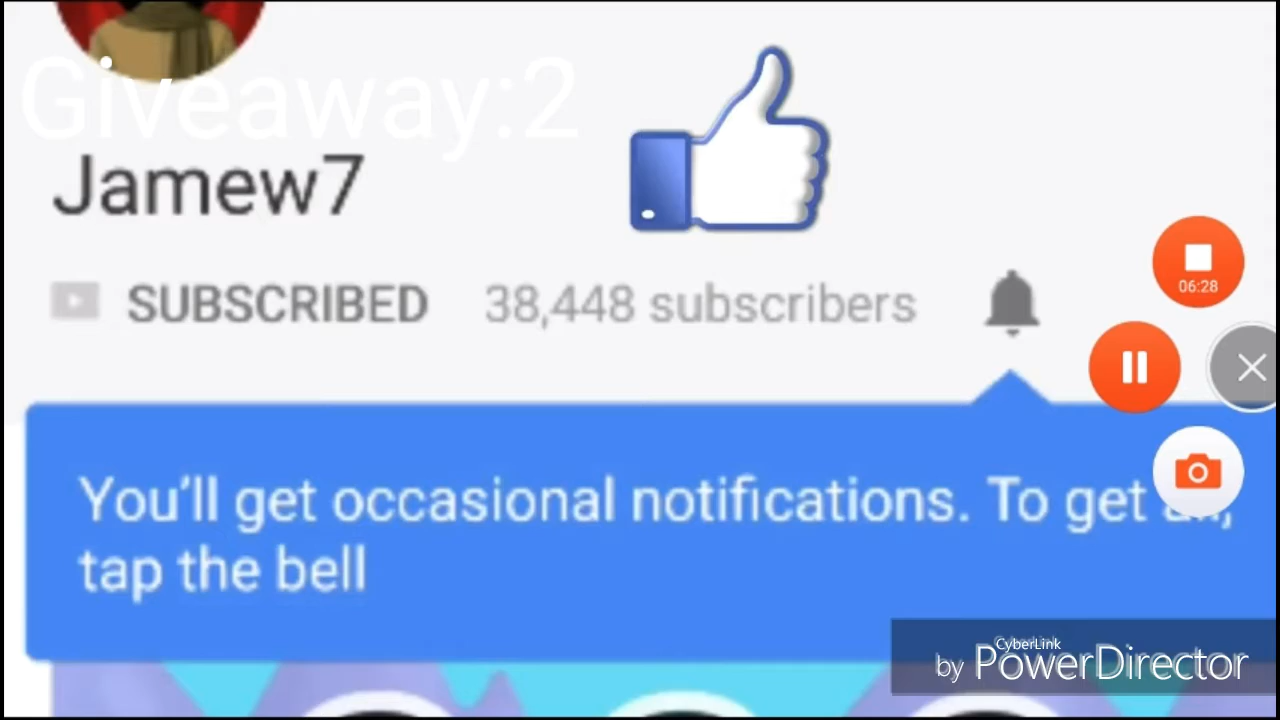 Giveaway:2
Jamew7
SUBSCRIBED 38,448 subscribers
06:28
You'll get occasional notifications. To get
tap the bell
CyberLink
by PowerDirector